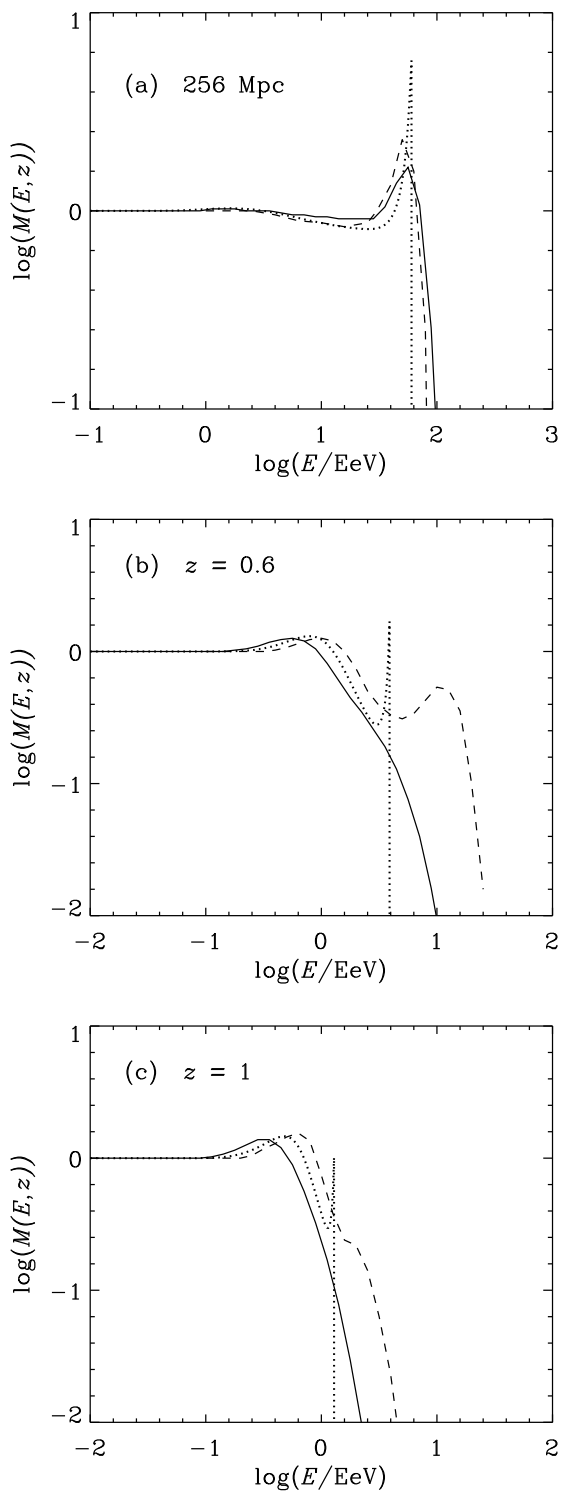 1
(a) 256 Mpc
log(M(E,z))
0
−1
−1 0 1 2 3
log(E/EeV)
1
(b) z = 0.6
0
log(M(E,z))
−1
−2
−2 −1 0 1 2
log(E/EeV)
1
(c) z = 1
0
log(M(E,z))
−1
−2
−2 −1 0 1 2
log(E/EeV)